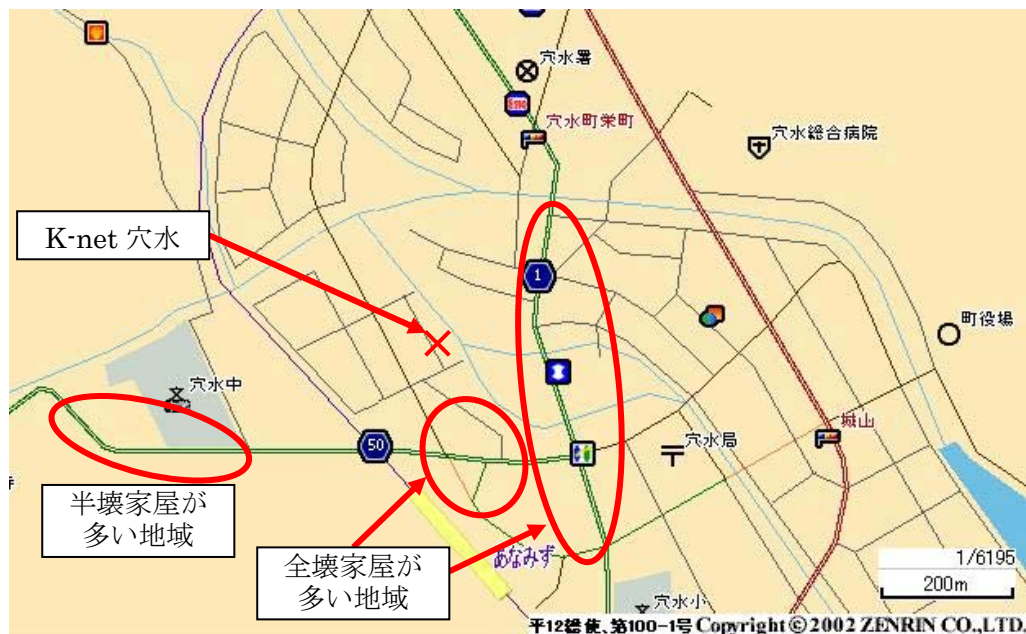 穴水署
穴水町栄町
穴水総合病院
K-net 穴水
1
町役場
穴水中
城山
穴水局
50
半壊家屋が
多い地域
全壊家屋が
多い地域
あなみず
1/6195
200m
穴水小
平12総使、第100-1号 Copyright © 2002 ZENRIN CO.,LTD.